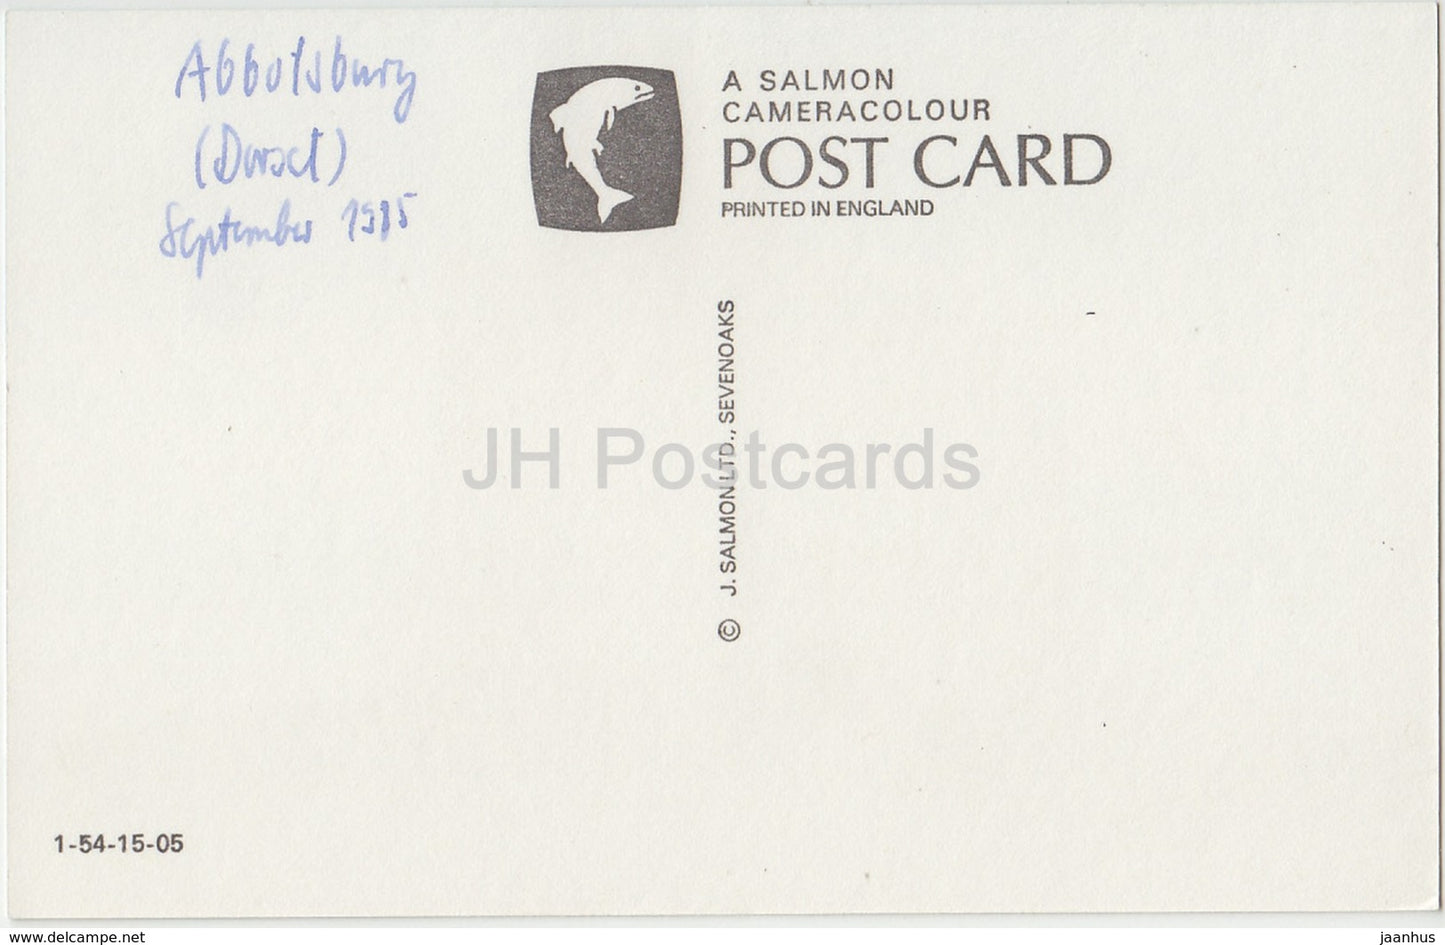 Abbotsbury
(Dorset)
September 1985
A SALMON
CAMERACOLOUR
POST CARD
PRINTED IN ENGLAND
© J. SALMON LTD., SEVENOAKS
JH Postcards
1-54-15-05
www.delcampe.net
jaanhus